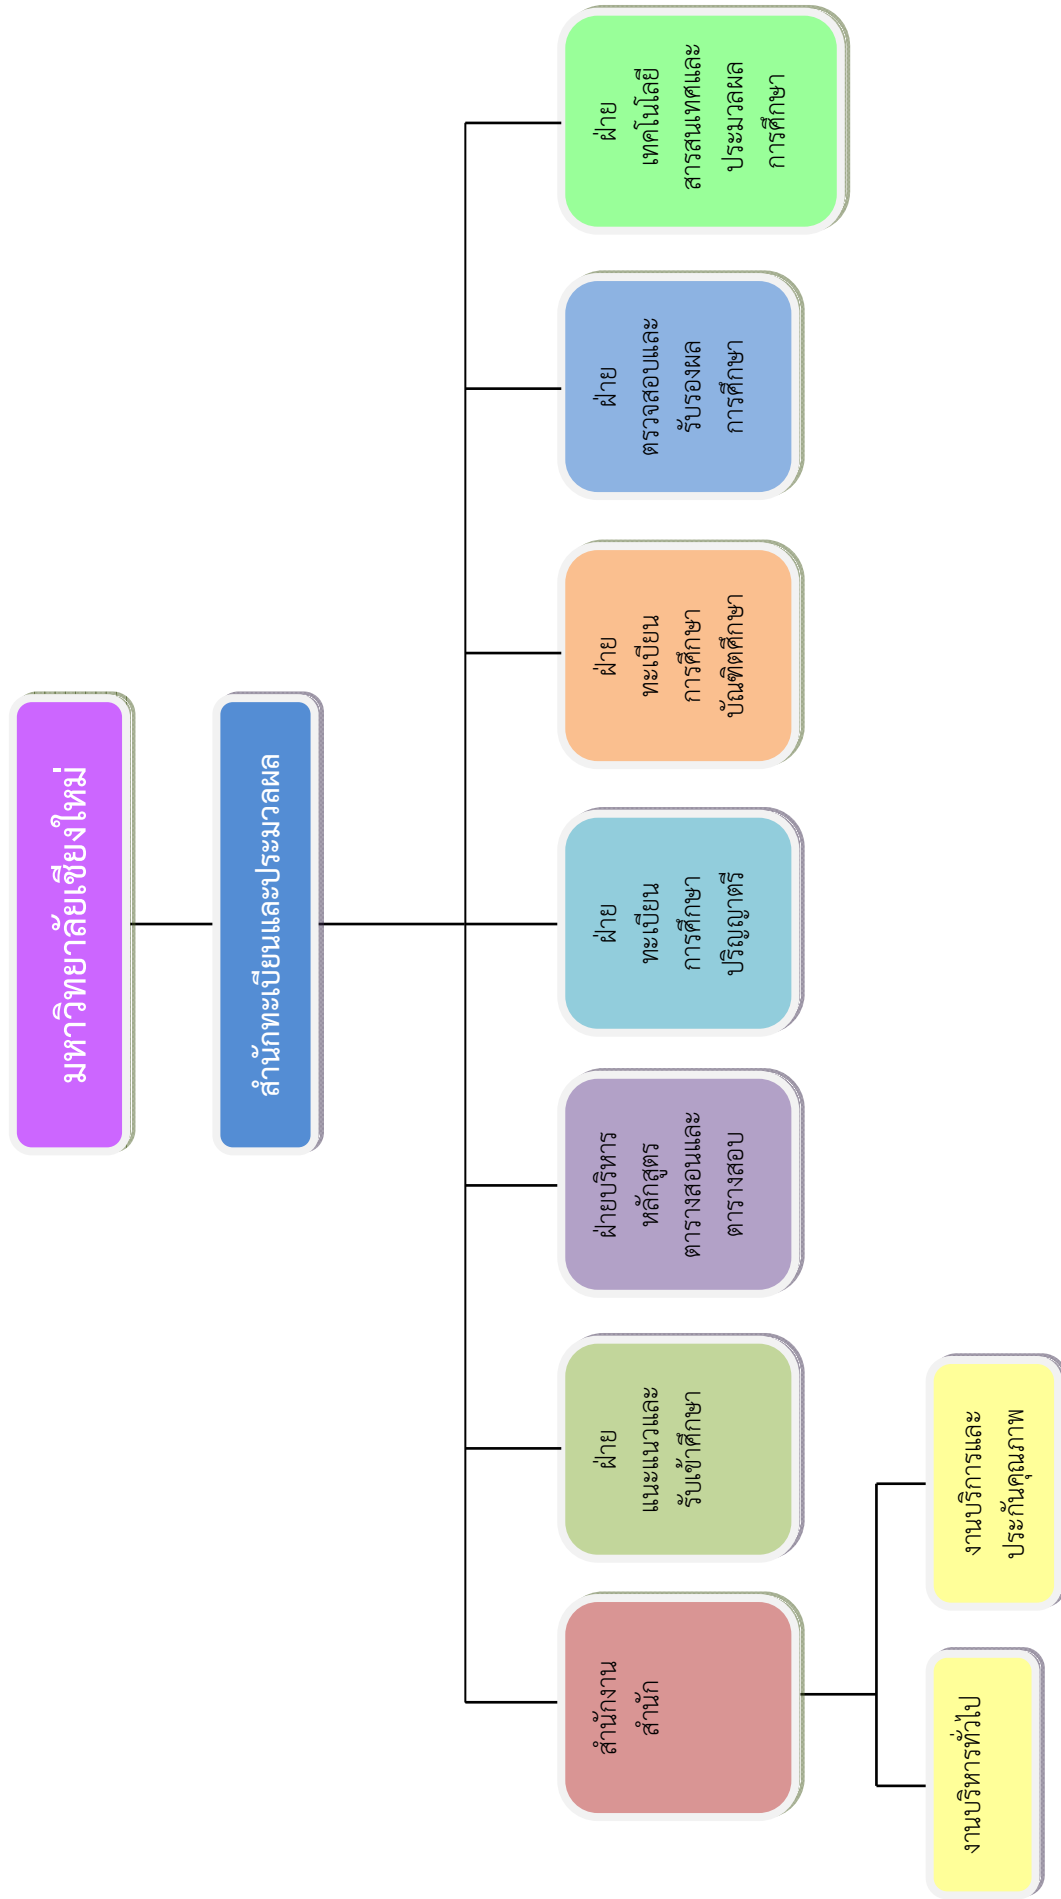 มหาวิทยาลัยเชียงใหม่
สำนักทะเบียนและประมวลผล
สำนักงาน
สำนัก
ฝ่าย
แนะแนวและ
รับเข้าศึกษา
ฝ่ายบริหาร
หลักสูตร
ตารางสอนและ
ตารางสอบ
ฝ่าย
ทะเบียน
การศึกษา
ปริญญาตรี
ฝ่าย
ทะเบียน
การศึกษา
บัณฑิตศึกษา
ฝ่าย
ตรวจสอบและ
รับรองผล
การศึกษา
ฝ่าย
เทคโนโลยี
สารสนเทศและ
ประมวลผล
การศึกษา
งานบริหารทั่วไป
งานบริการและ
ประกันคุณภาพ